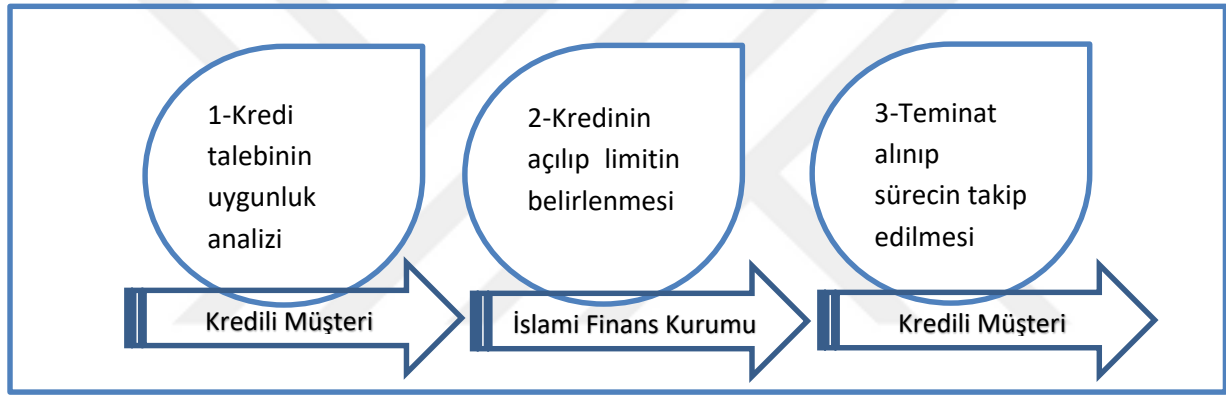 1-Kredi
talebinin
uygunluk
analizi
Kredili Müşteri
2-Kredinin
açılıp limitin
belirlenmesi
İslami Finans Kurumu
3-Teminat
alınıp
sürecin takip
edilmesi
Kredili Müşteri